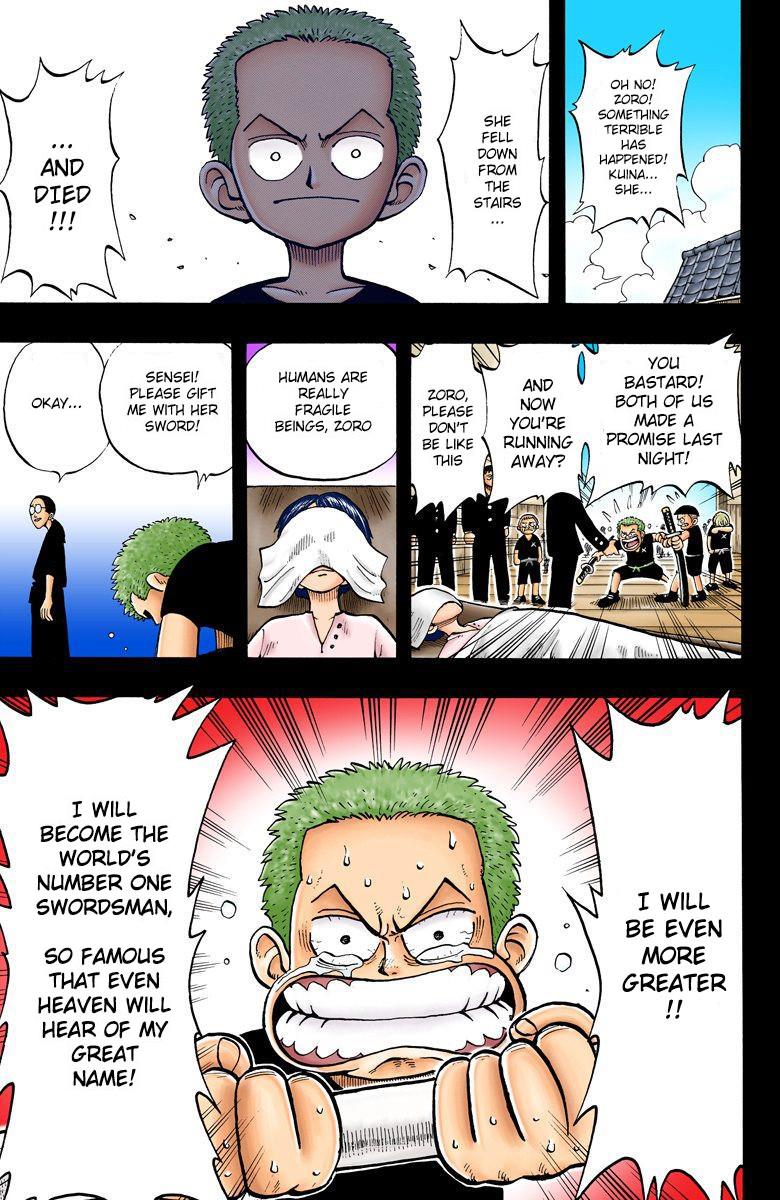 OH NO!
ZORO!
SOMETHING
TERRIBLE
HAS
HAPPENED!
KUINA...
SHE...
SHE
FELL
DOWN
FROM
THE
STAIRS
...
...
AND
DIED
!!!
YOU
BASTARD!
BOTH OF US
MADE A
PROMISE LAST
NIGHT!
AND
NOW
YOU'RE
RUNNING
AWAY?
ZORO,
PLEASE
DON'T
BE LIKE
THIS
HUMANS ARE
REALLY
FRAGILE
BEINGS, ZORO
SENSEI!
PLEASE GIFT
ME WITH HER
SWORD!
OKAY...
I WILL
BE EVEN
MORE
GREATER
!!
I WILL
BECOME THE
WORLD'S
NUMBER ONE
SWORDSMAN,
SO FAMOUS
THAT EVEN
HEAVEN WILL
HEAR OF MY
GREAT
NAME!